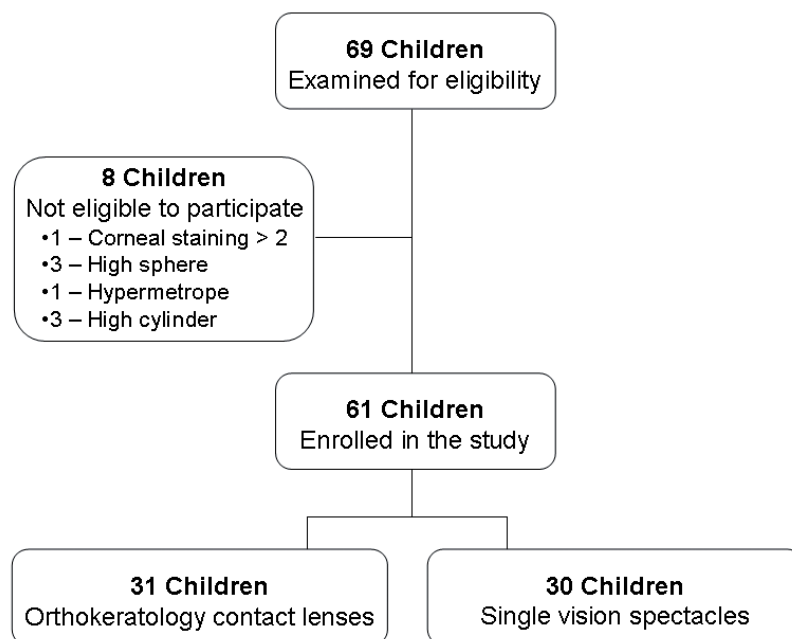 69 Children
Examined for eligibility
8 Children
Not eligible to participate
•1 – Corneal staining > 2
•3 – High sphere
•1 – Hypermetrope
•3 – High cylinder
61 Children
Enrolled in the study
31 Children
Orthokeratology contact lenses
30 Children
Single vision spectacles